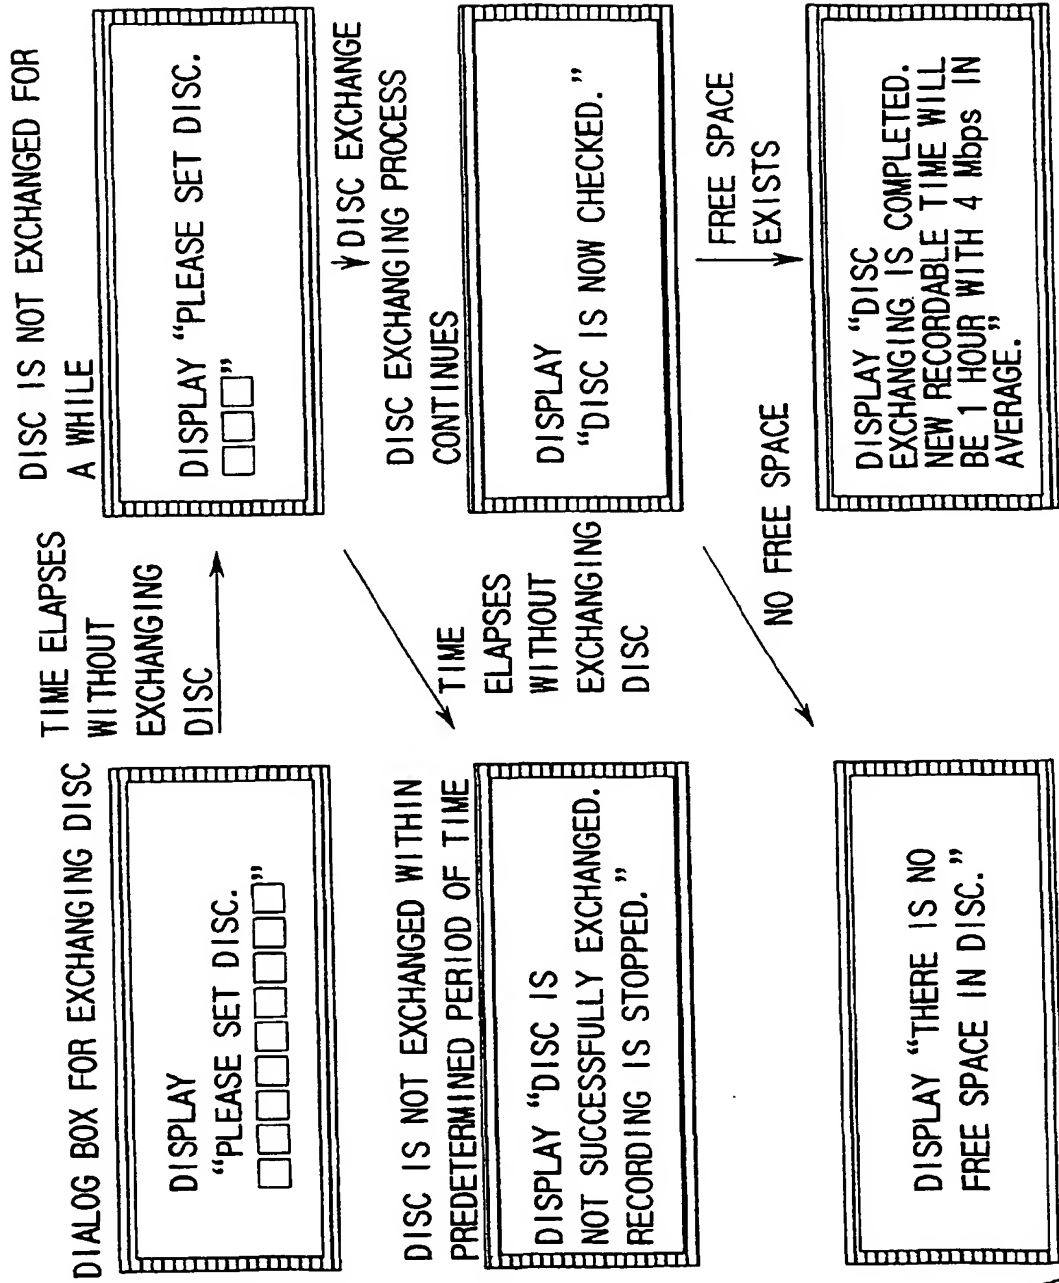 DIALOG BOX FOR EXCHANGING DISC
DISPLAY
“PLEASE SET DISC.
”
TIME ELAPSES
WITHOUT
EXCHANGING
DISC
DISC IS NOT EXCHANGED FOR
A WHILE
DISPLAY “PLEASE SET DISC.
”
DISC EXCHANGE
DISC IS NOT EXCHANGED WITHIN
PREDETERMINED PERIOD OF TIME
DISPLAY “DISC IS
NOT SUCCESSFULLY EXCHANGED.
RECORDING IS STOPPED.”
TIME
ELAPSES
WITHOUT
EXCHANGING
DISC
DISC EXCHANGING PROCESS
CONTINUES
DISPLAY
“DISC IS NOW CHECKED.”
NO FREE SPACE
FREE SPACE
EXISTS
DISPLAY “THERE IS NO
FREE SPACE IN DISC.”
DISPLAY “DISC
EXCHANGING IS COMPLETED.
NEW RECORDABLE TIME WILL
BE 1 HOUR WITH 4 Mbps IN
AVERAGE.”